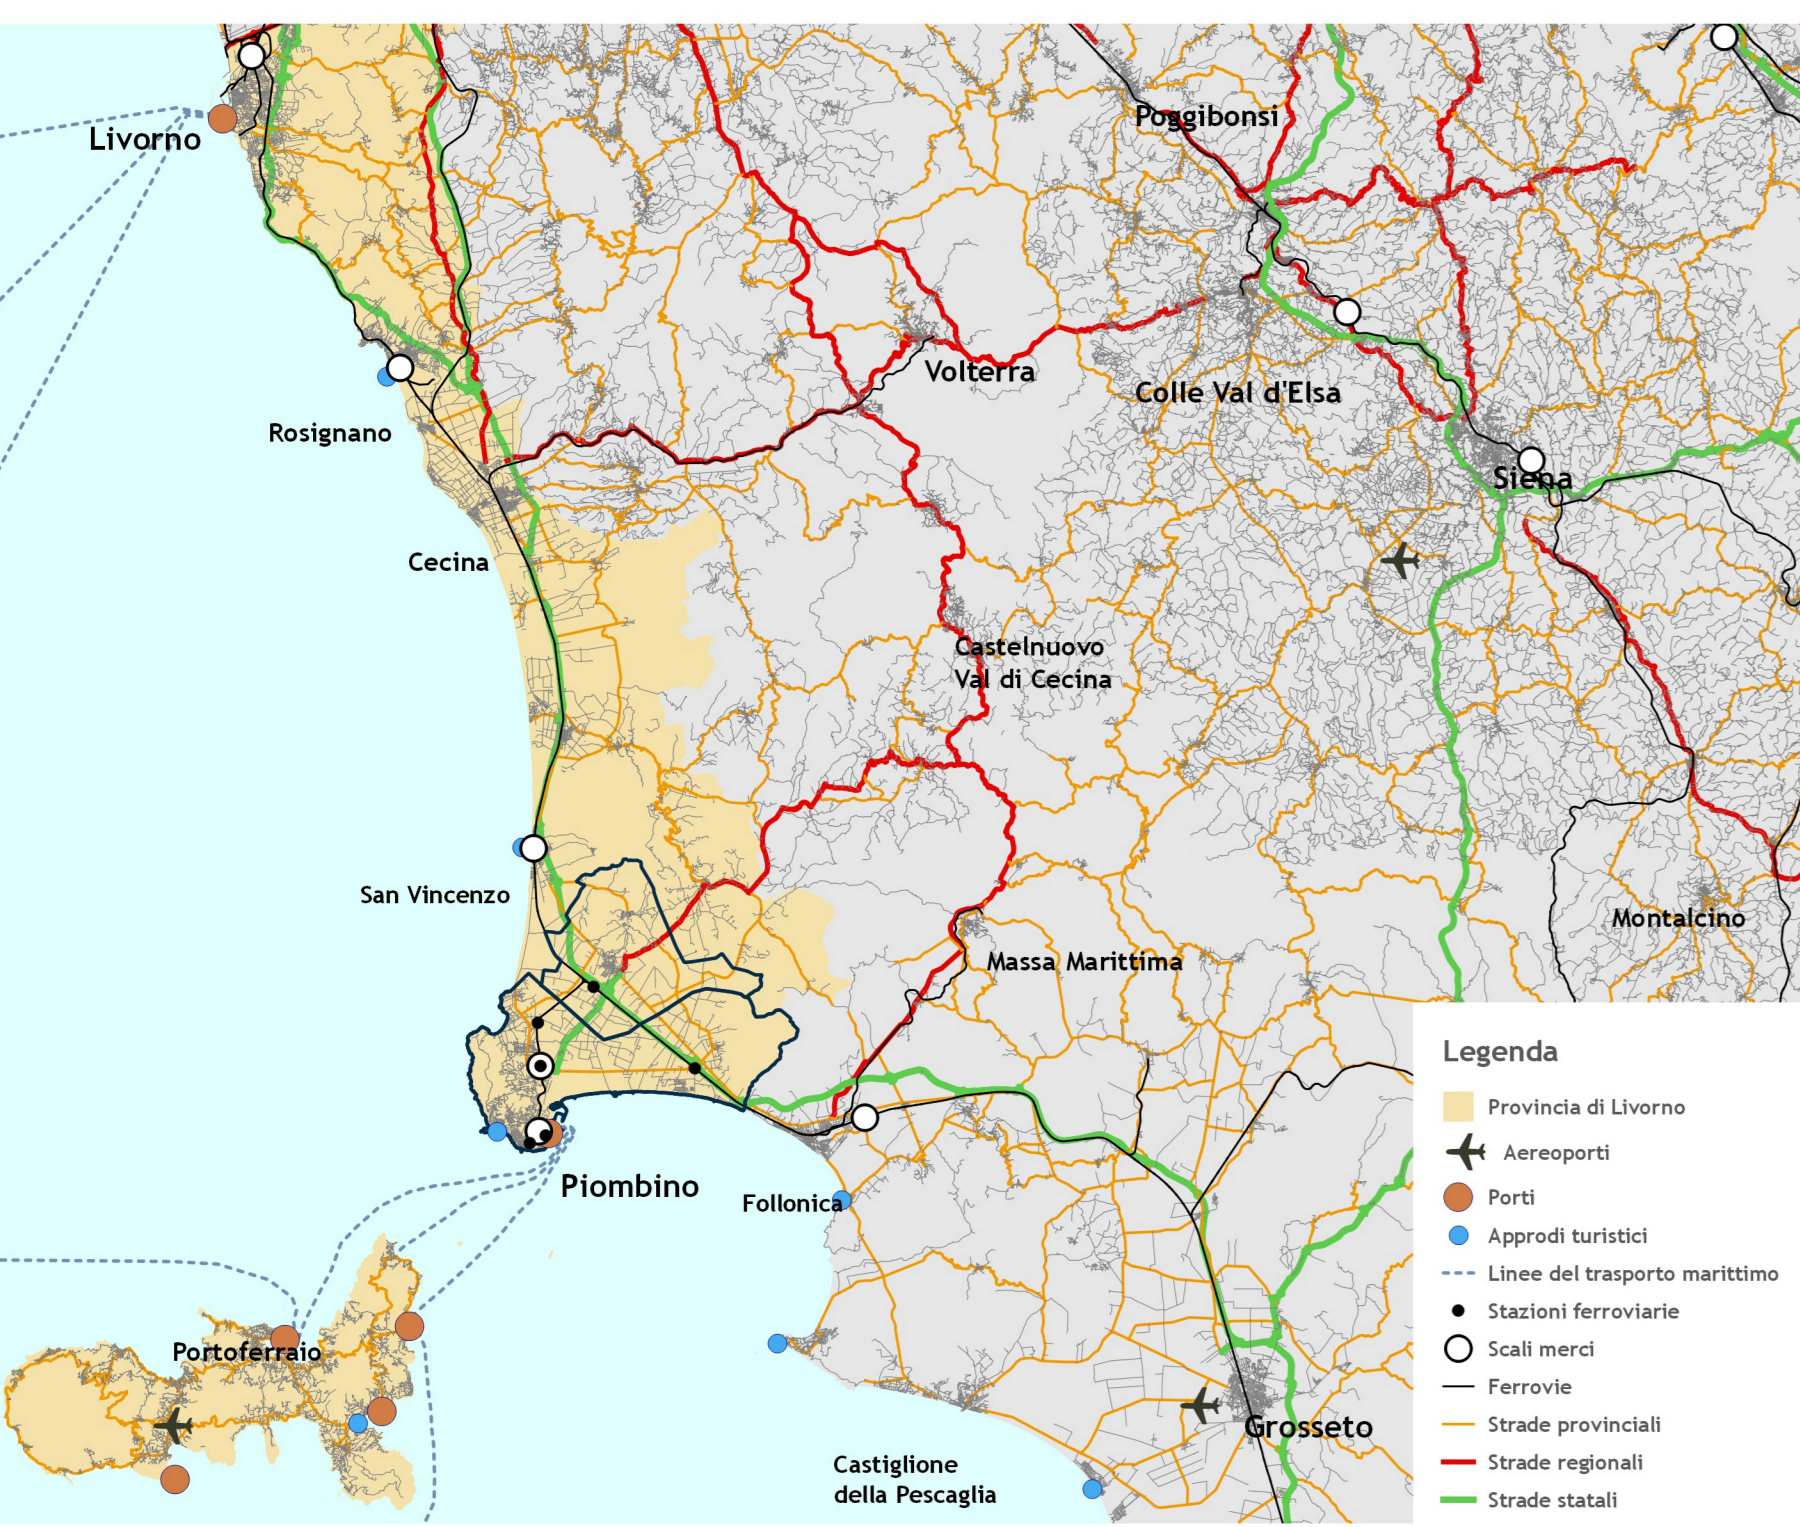 Poggibonsi
Livorno
Volterra
Colle Val d'Elsa
Rosignano
Siena
Cecina
Castelnuovo
Val di Cecina
San Vincenzo
Montalcino
Massa Marittima
Piombino
Follonica
Portoferraio
Grosseto
Castiglione
della Pescaglia
Legenda
Provincia di Livorno
Aereoporti
Porti
Approdi turistici
Linee del trasporto marittimo
Stazioni ferroviarie
Scali merci
Ferrovie
Strade provinciali
Strade regionali
Strade statali